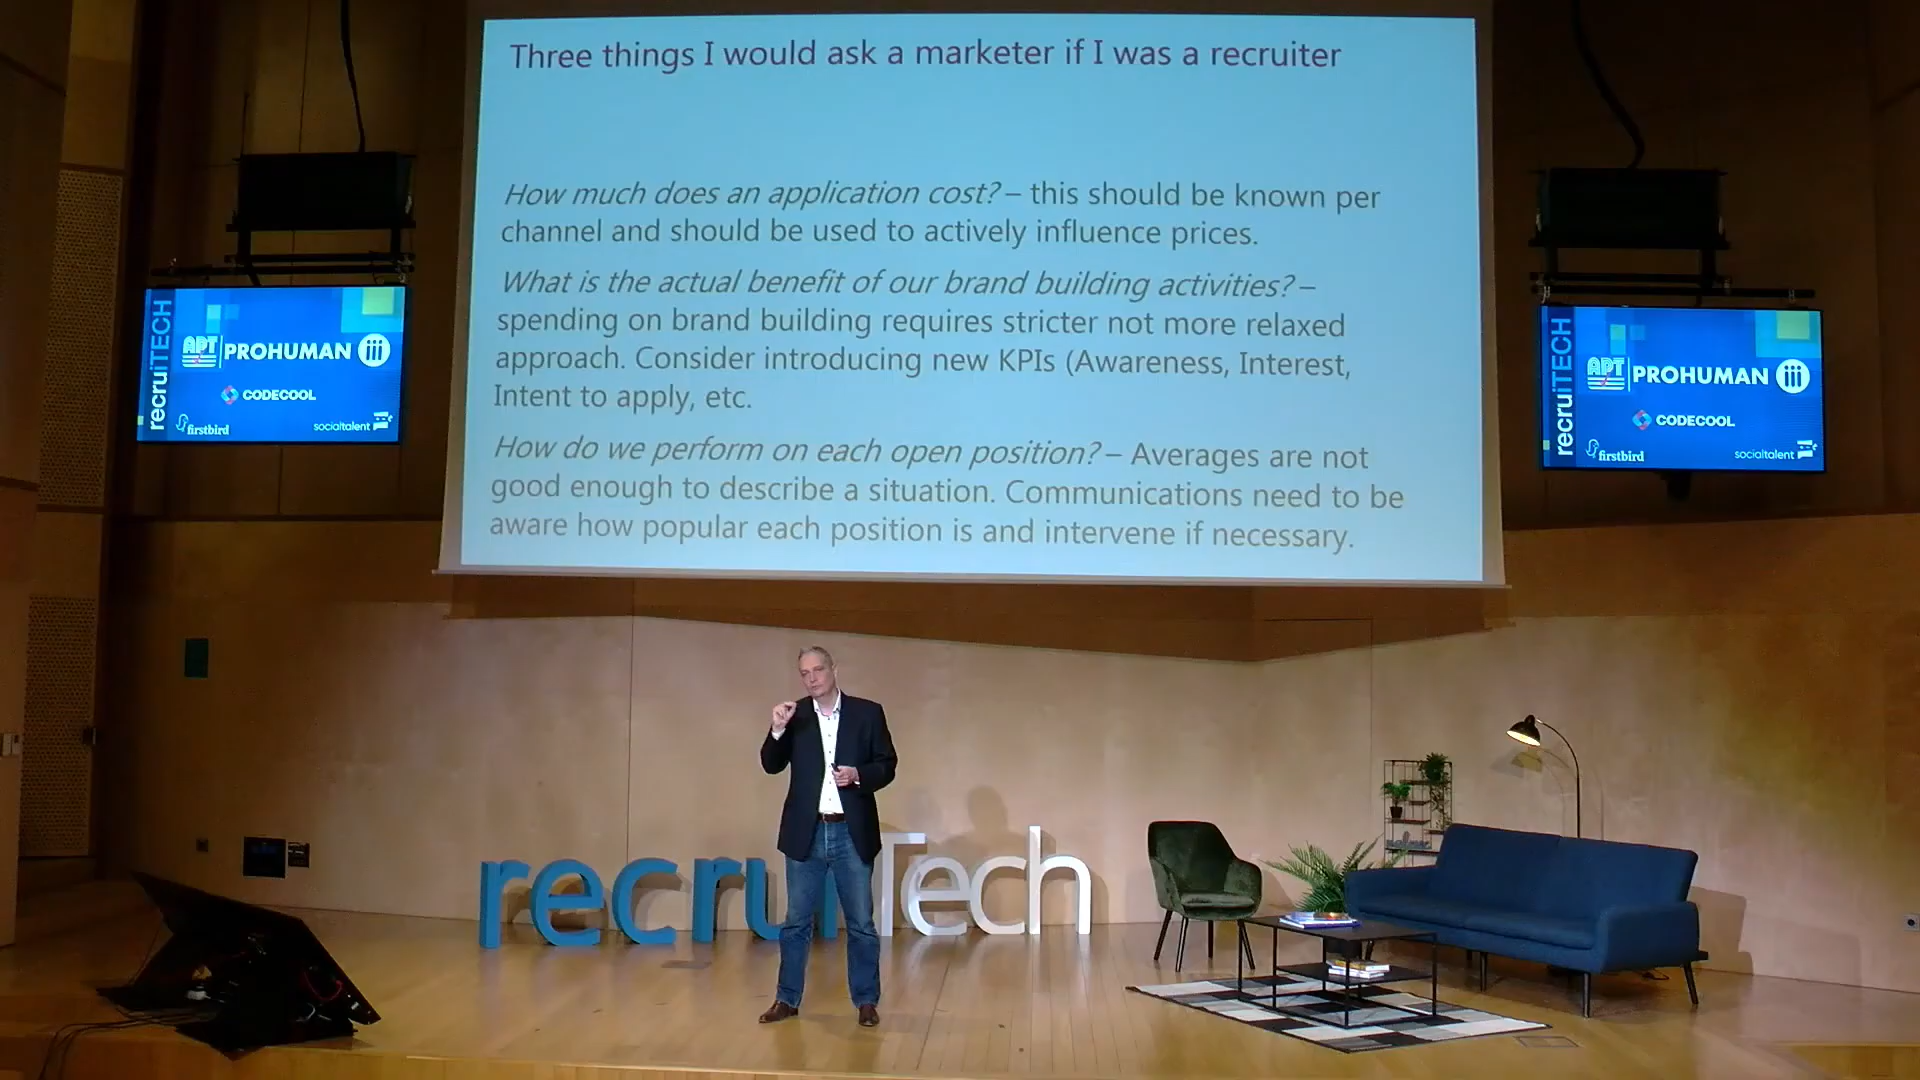 Three things I would ask a marketer if I was a recruiter
How much does an application cost? – this should be known per
channel and should be used to actively influence prices.
What is the actual benefit of our brand building activities? –
spending on brand building requires stricter not more relaxed
approach. Consider introducing new KPIs (Awareness, Interest,
Intent to apply, etc.
How do we perform on each open position? – Averages are not
good enough to describe a situation. Communications need to be
aware how popular each position is and intervene if necessary.
recruiTECH
APT PROHUMAN
CODECOOL
firstbird
socialtalent
recruiTECH
APT PROHUMAN
CODECOOL
firstbird
socialtalent
recruiTech